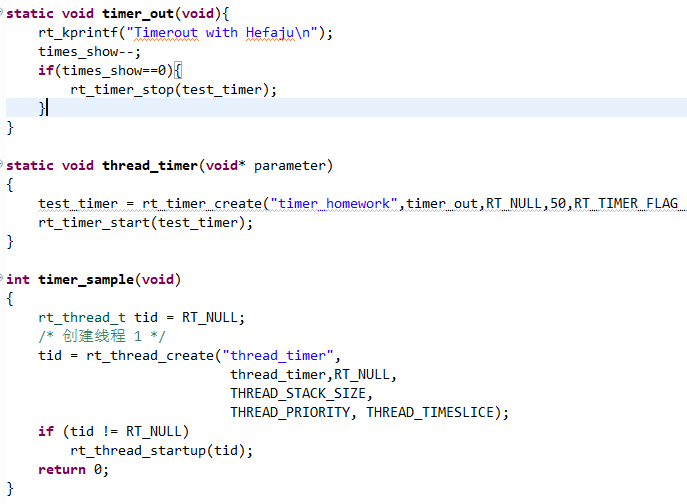 static void timer_out(void){
    rt_kprintf("Timerout with Hefaju\n");
    times_show--;
    if(times_show==0){
        rt_timer_stop(test_timer);
    }
}
static void thread_timer(void* parameter)
{
    test_timer = rt_timer_create("timer_homework",timer_out,RT_NULL,50,RT_TIMER_FLAG_
    rt_timer_start(test_timer);
}
int timer_sample(void)
{
    rt_thread_t tid = RT_NULL;
    /* 创建线程 1 */
    tid = rt_thread_create("thread_timer",
                            thread_timer,RT_NULL,
                            THREAD_STACK_SIZE,
                            THREAD_PRIORITY, THREAD_TIMESLICE);
    if (tid != RT_NULL)
        rt_thread_startup(tid);
    return 0;
}